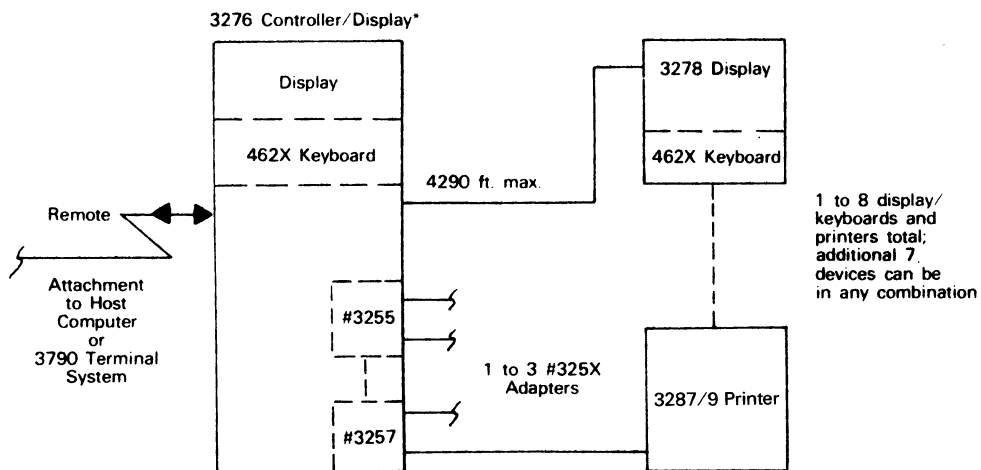 3276 Controller/Display*
Display
462X Keyboard
Remote
Attachment
to Host
Computer
or
3790 Terminal
System
4290 ft. max.
#3255
#3257
1 to 3 #325X
Adapters
3278 Display
462X Keyboard
3287/9 Printer
1 to 8 display/
keyboards and
printers total;
additional 7
devices can be
in any combination